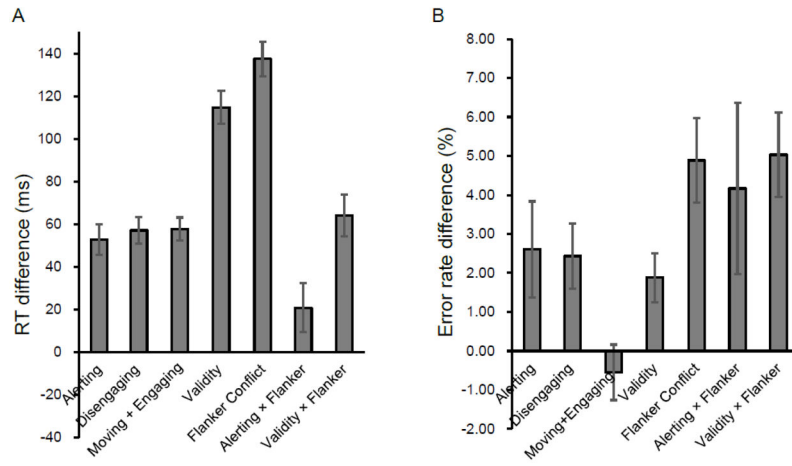 A
RT difference (ms)
140
120
100
80
60
40
20
0
-20
-40
Alerting
Disengaging
Moving + Engaging
Validity
Flanker Conflict
Alerting × Flanker
Validity × Flanker
B
Error rate difference (%)
8.00
7.00
6.00
5.00
4.00
3.00
2.00
1.00
0.00
-1.00
-2.00
Alerting
Disengaging
Moving+Engaging
Validity
Flanker Conflict
Alerting × Flanker
Validity × Flanker